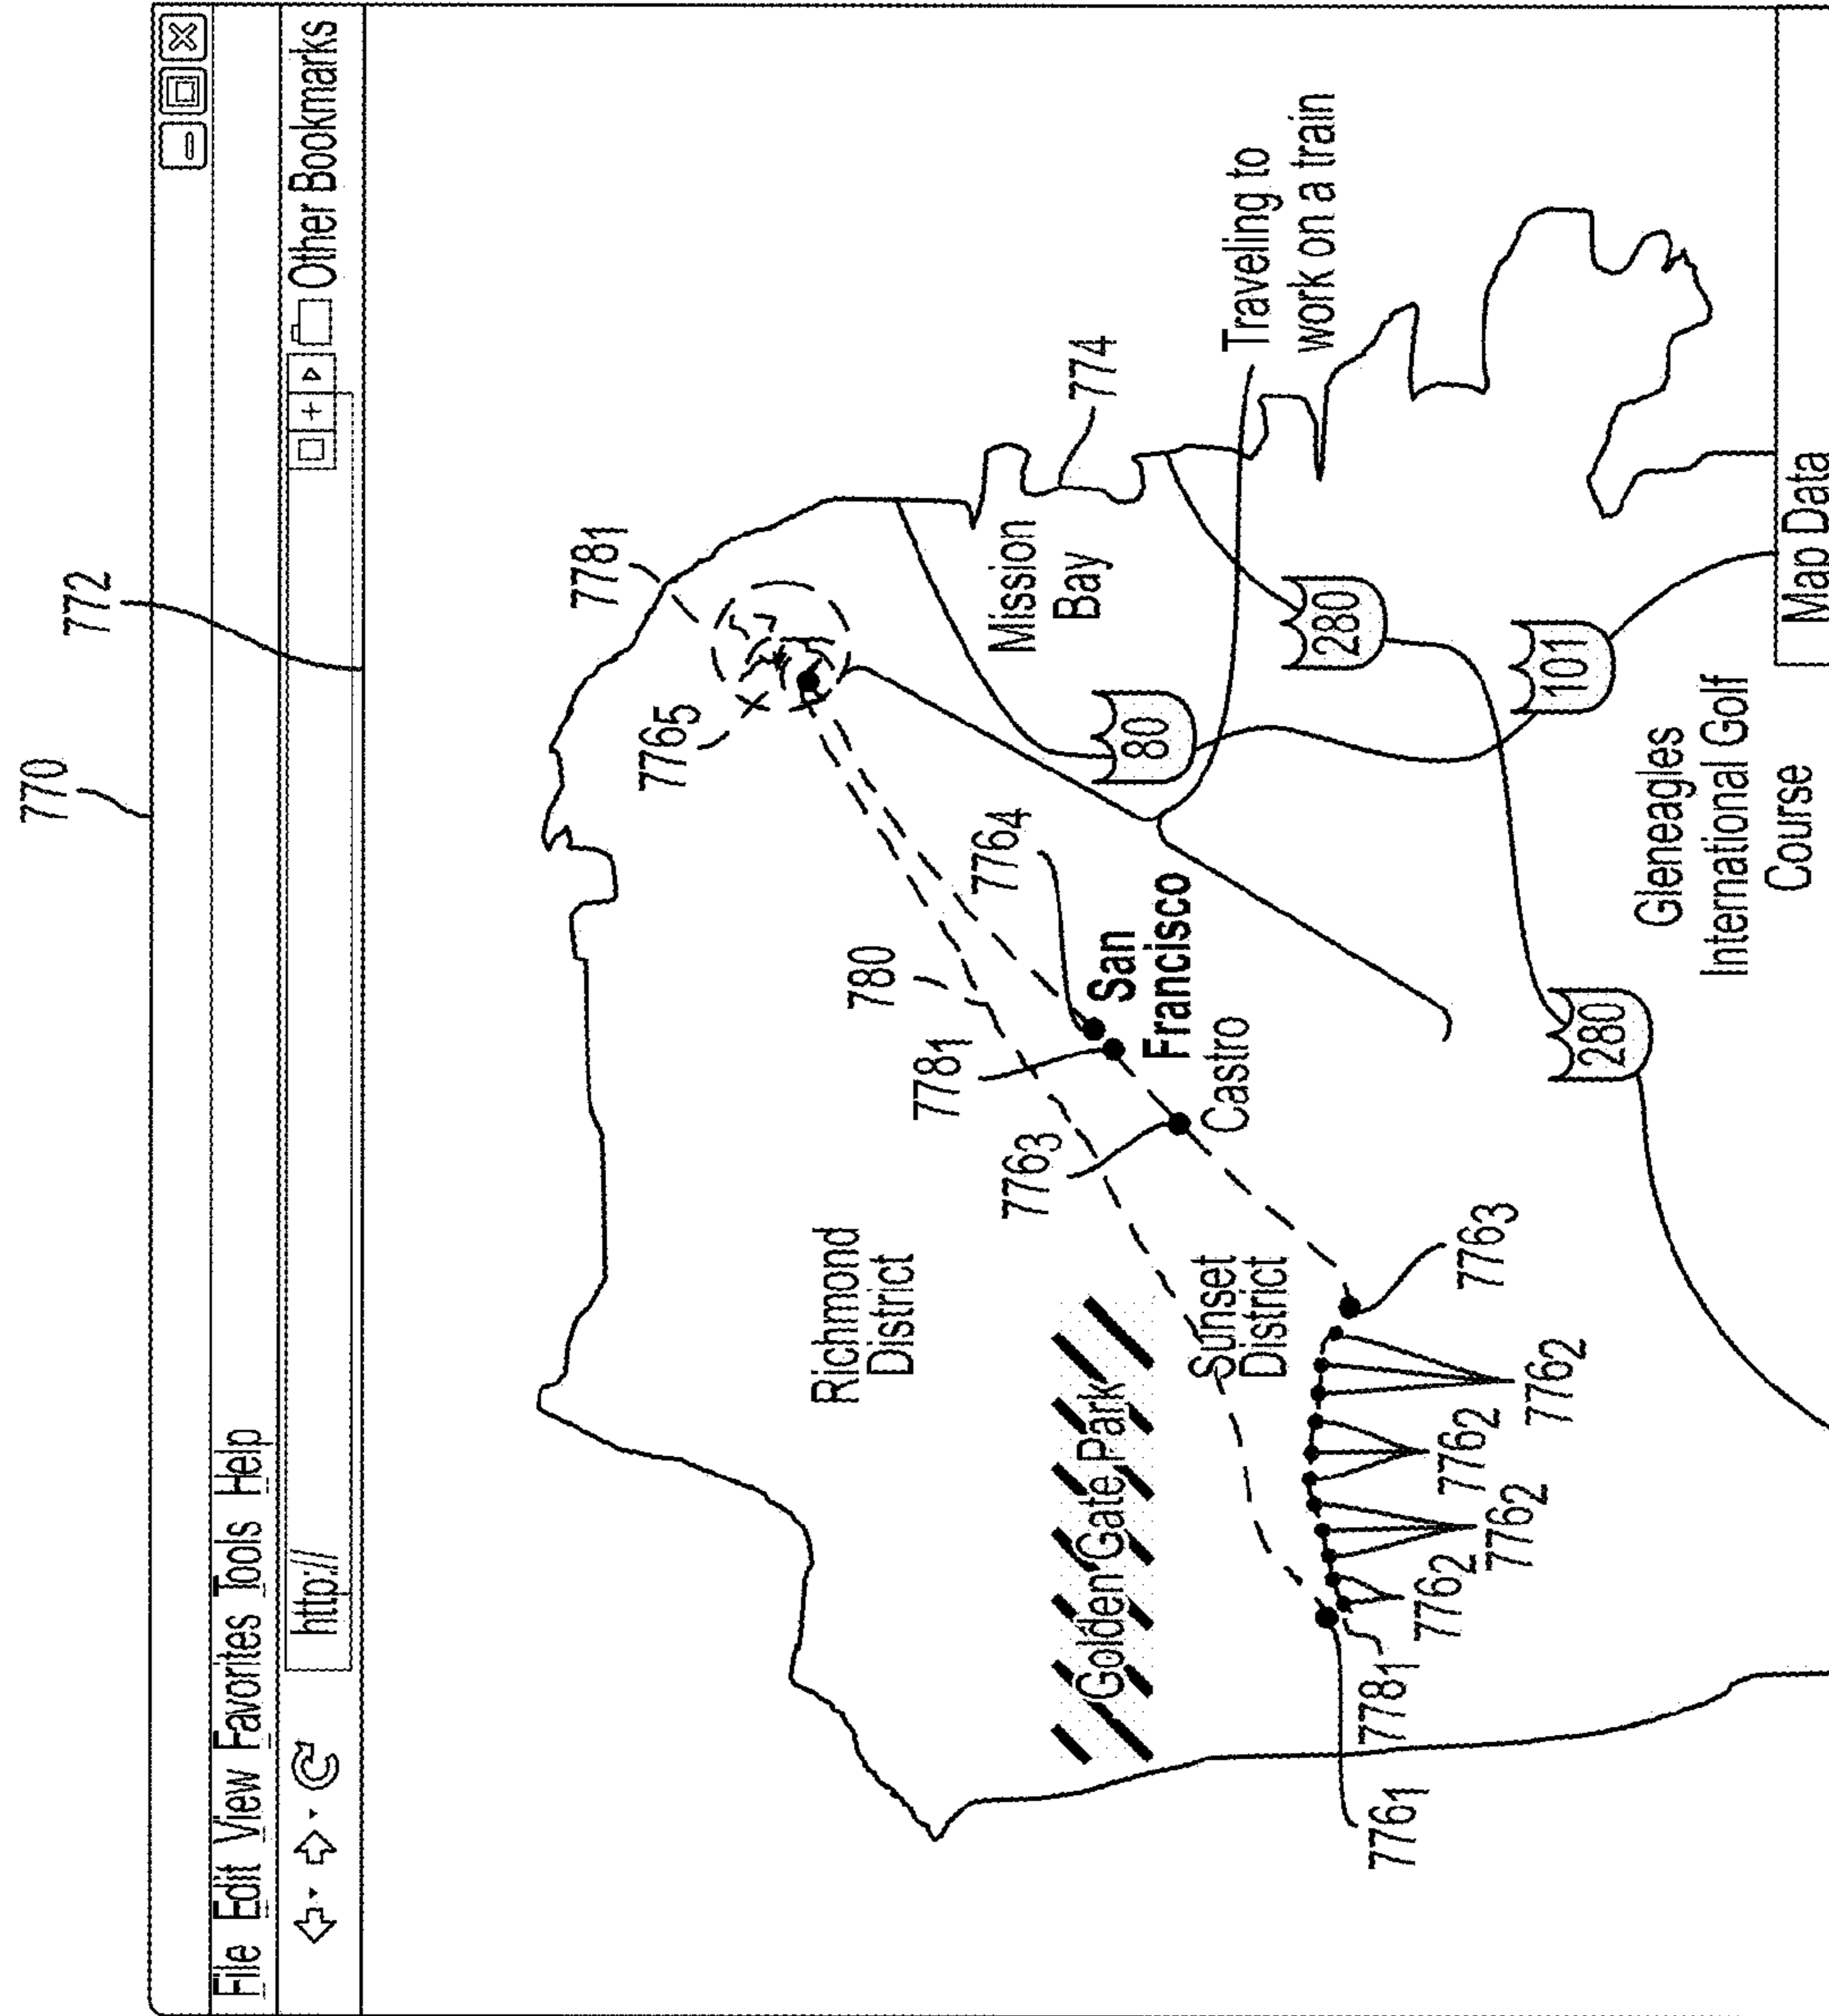 770
772
File Edit View Favorites Tools Help
http://
Other Bookmarks
778₁
776₅
774
Mission
Bay
Traveling to
work on a train
780
776₄
778₁
776₃
Richmond
District
San
Francisco
Castro
80
280
101
280
Golden Gate Park
Sunset
District
776₃
776₂
776₂
776₂
776₂
778₁
776₁
Gleneagles
International Golf
Course
Map Data